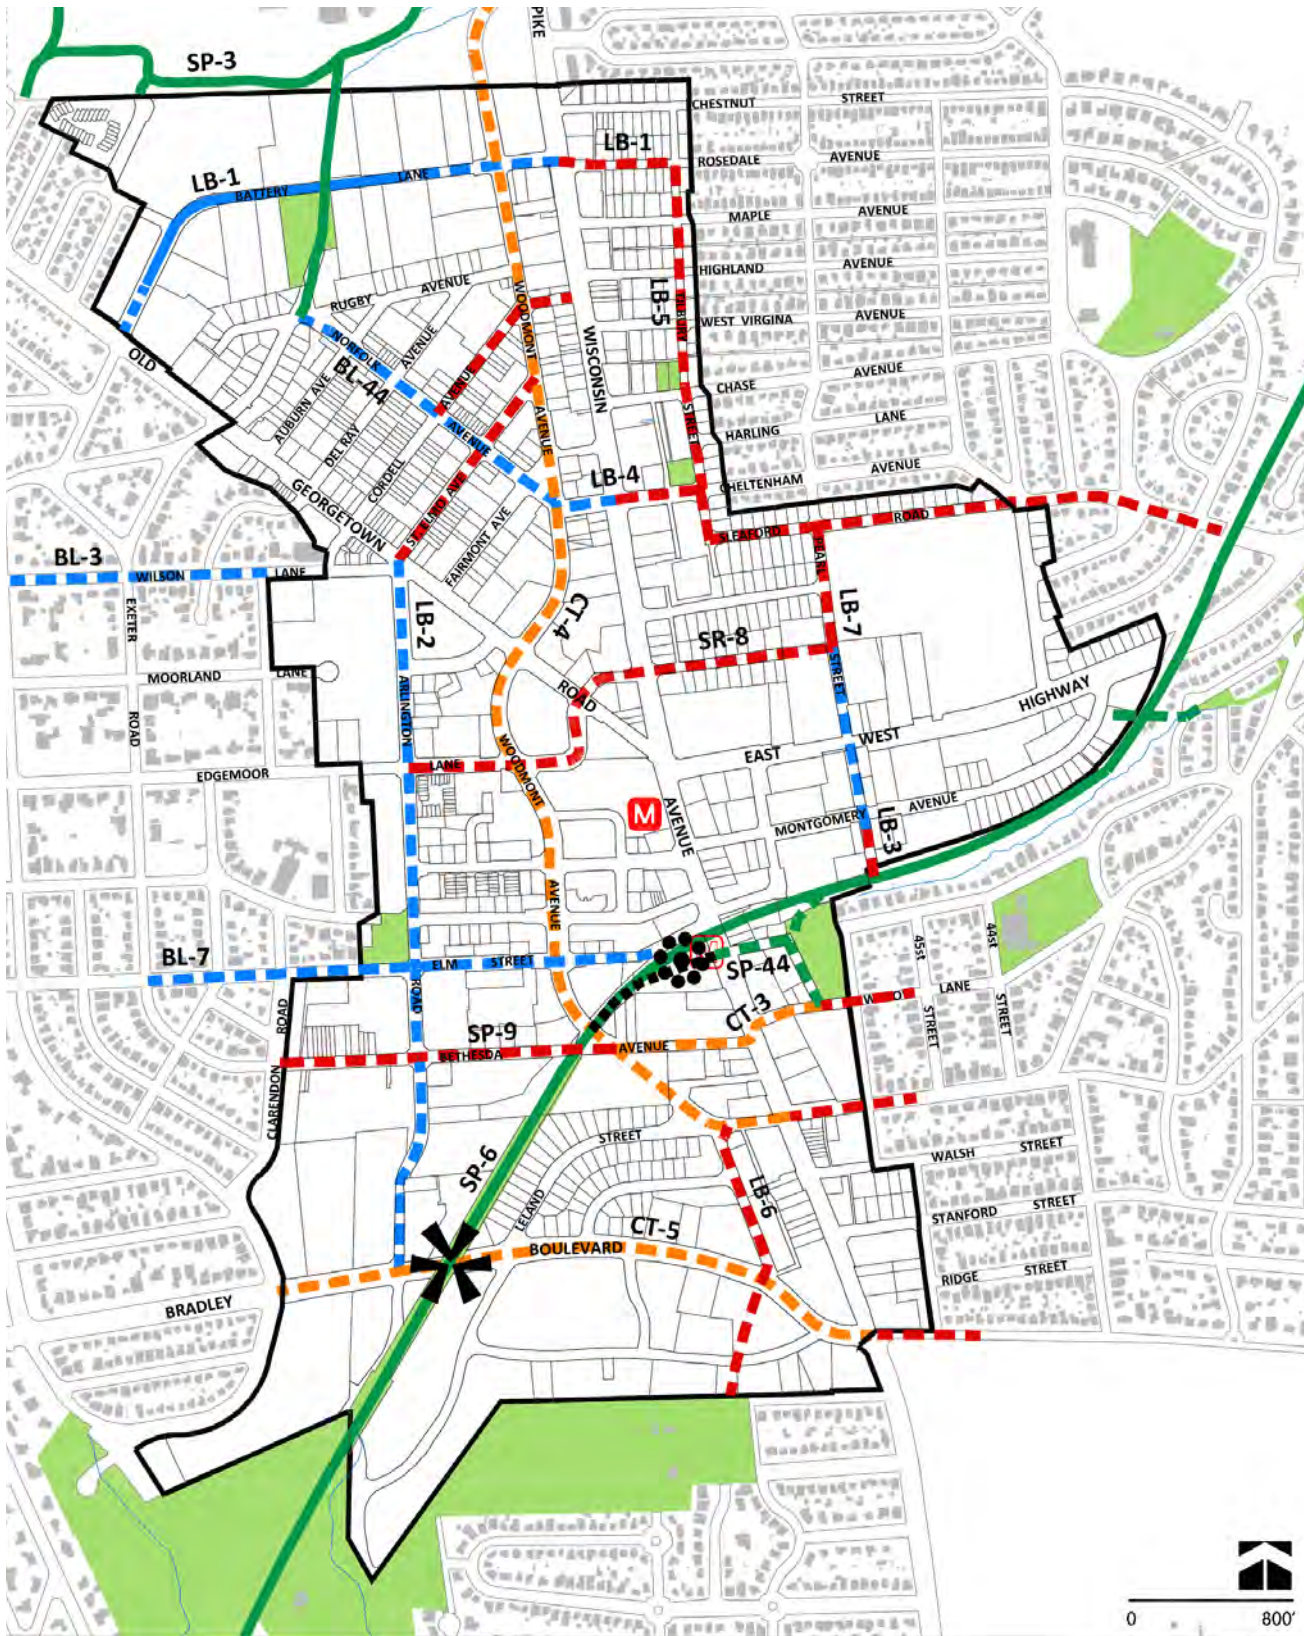 PIKE
SP-3
CHESTNUT STREET
LB-1
ROSEDALE AVENUE
LB-1
BATTERY LANE
MAPLE AVENUE
HIGHLAND AVENUE
RUGBY AVENUE
WOODMONT
LB-5
TILBURY
WEST VIRGINA AVENUE
WISCONSIN
OLD
NORFOLK
AVENUE
BL-44
AVENUE
CHASE AVENUE
AUBURN AVE
AVENUE
STREET
HARLING LANE
DEL RAY
AVENUE
CORDELL
LB-4
CHELTENHAM AVENUE
GEORGETOWN
ST. ELMO AVE
SLEAFORD ROAD
FAIRMONT AVE
PEARL
BL-3
WILSON LANE
EXETER
LB-2
CT-4
LB-7
SR-8
STREET
MOORLAND LANE
ROAD
HIGHWAY
ROAD
ARLINGTON
WEST
EAST
WOODMONT
EDGEMOOR LANE
M
AVENUE
AVENUE
MONTGOMERY
LB-3
AVENUE
45st
44st
BL-7
ELM STREET
SP-44
LANE
ROAD
ROAD
CT-3
STREET
STREET
SP-9
BETHESDA AVENUE
CLARENDON
STREET
WALSH STREET
SP-6
LB-6
LELAND
STANFORD STREET
CT-5
BOULEVARD
RIDGE STREET
BRADLEY
0 800'